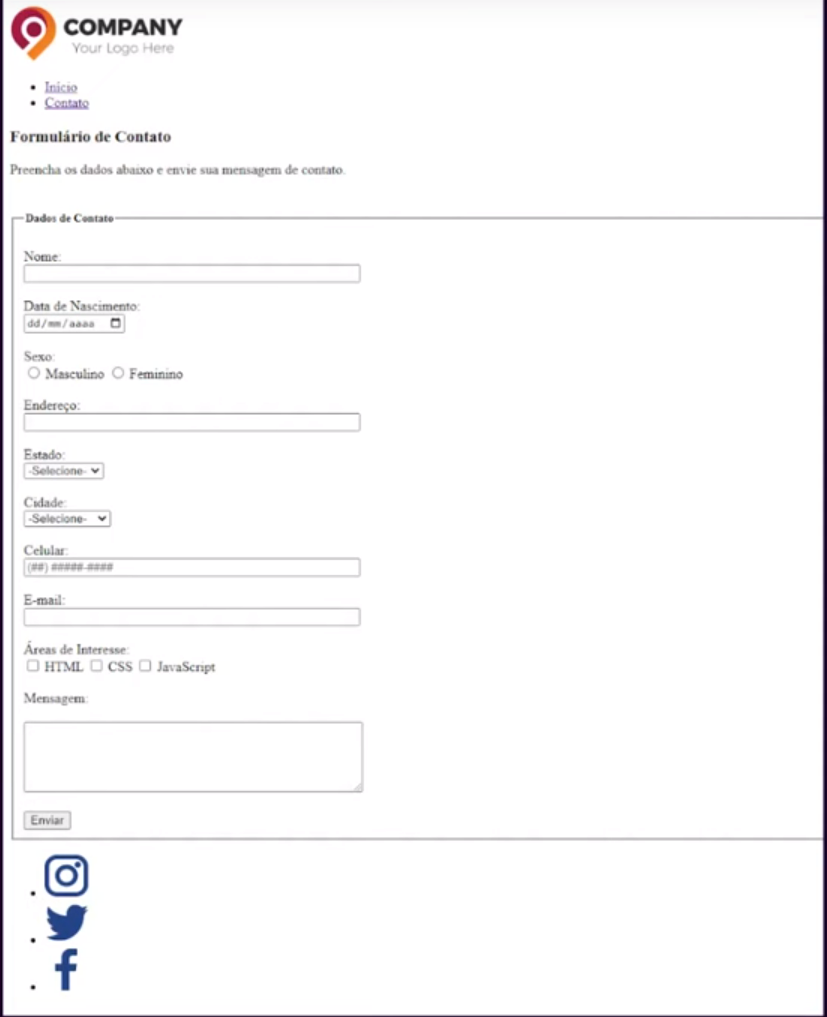 COMPANY
Your Logo Here
Início
Contato
Formulário de Contato
Preencha os dados abaixo e envie sua mensagem de contato.
Dados de Contato
Nome:
Data de Nascimento:
dd/mm/aaaa
Sexo:
Masculino Feminino
Endereço:
Estado:
-Selecione-
Cidade:
-Selecione-
Celular:
(##) #####-####
E-mail:
Áreas de Interesse:
HTML CSS JavaScript
Mensagem:
Enviar